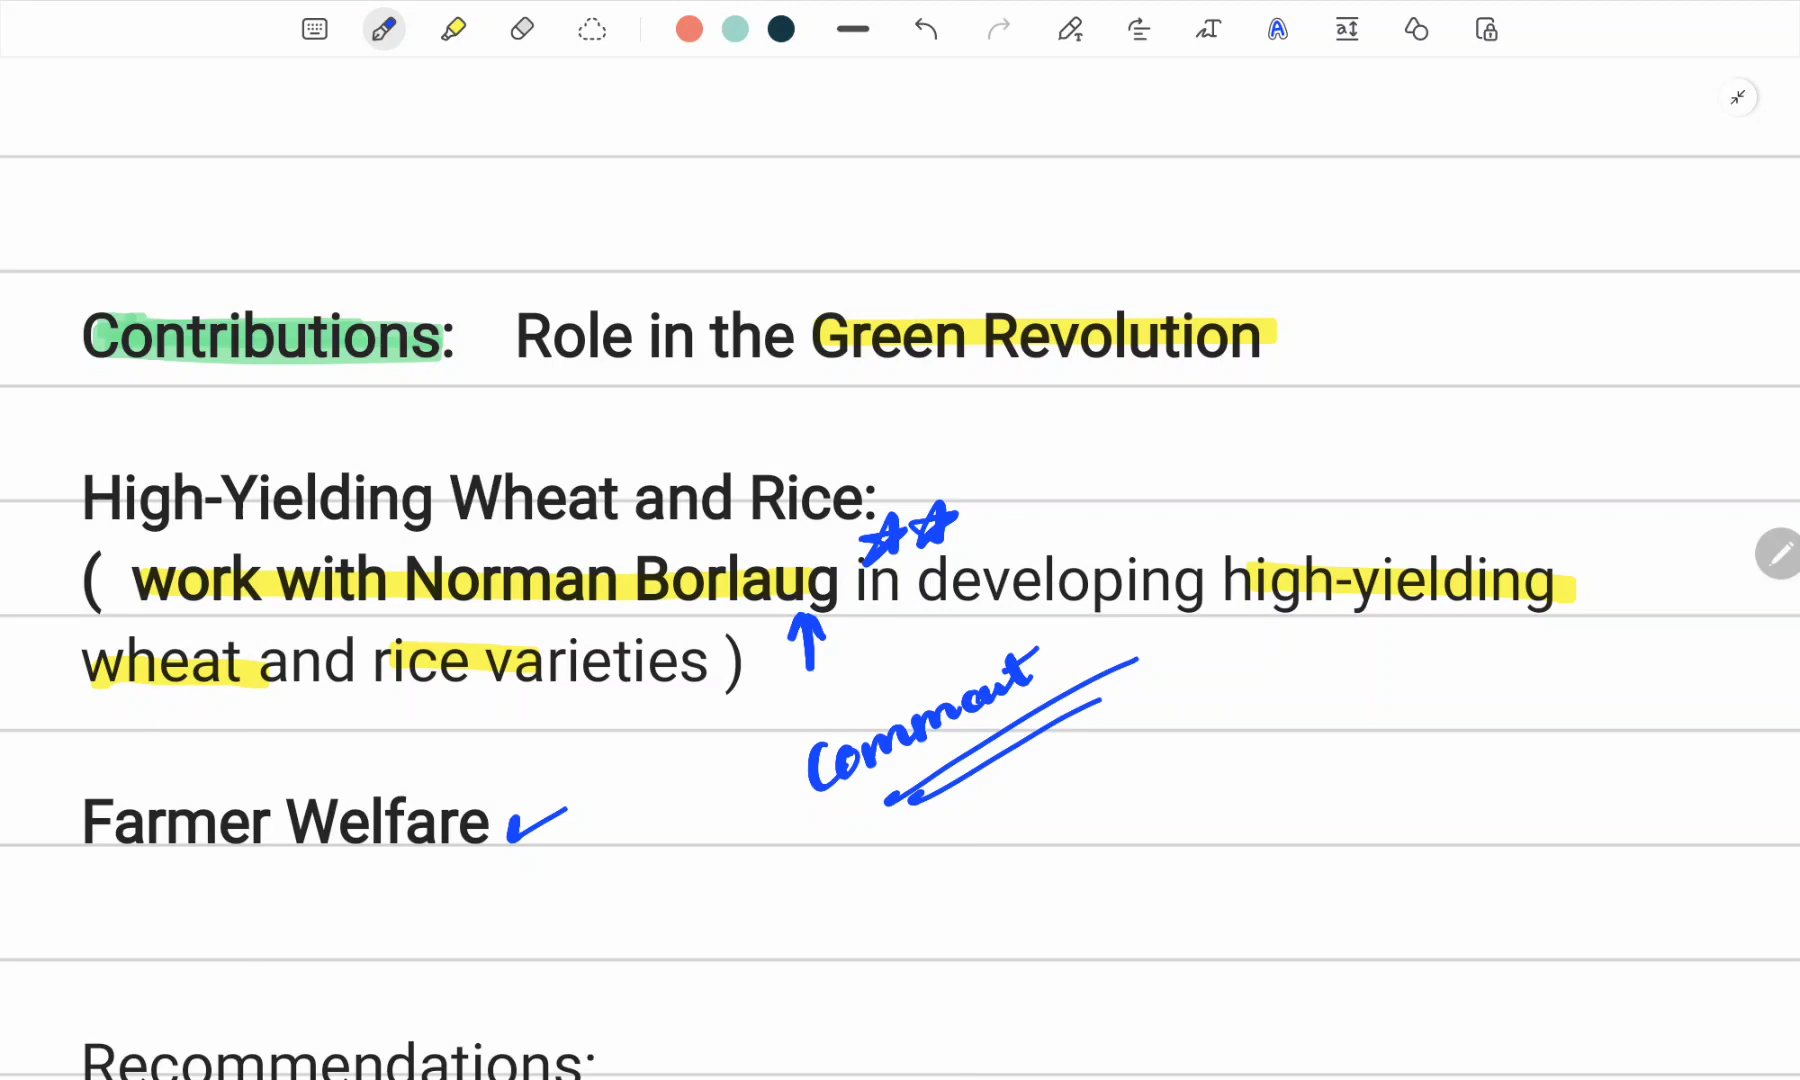 Contributions: Role in the Green Revolution
High-Yielding Wheat and Rice:
( work with Norman Borlaug in developing high-yielding
wheat and rice varieties )
Farmer Welfare
Recommendations: